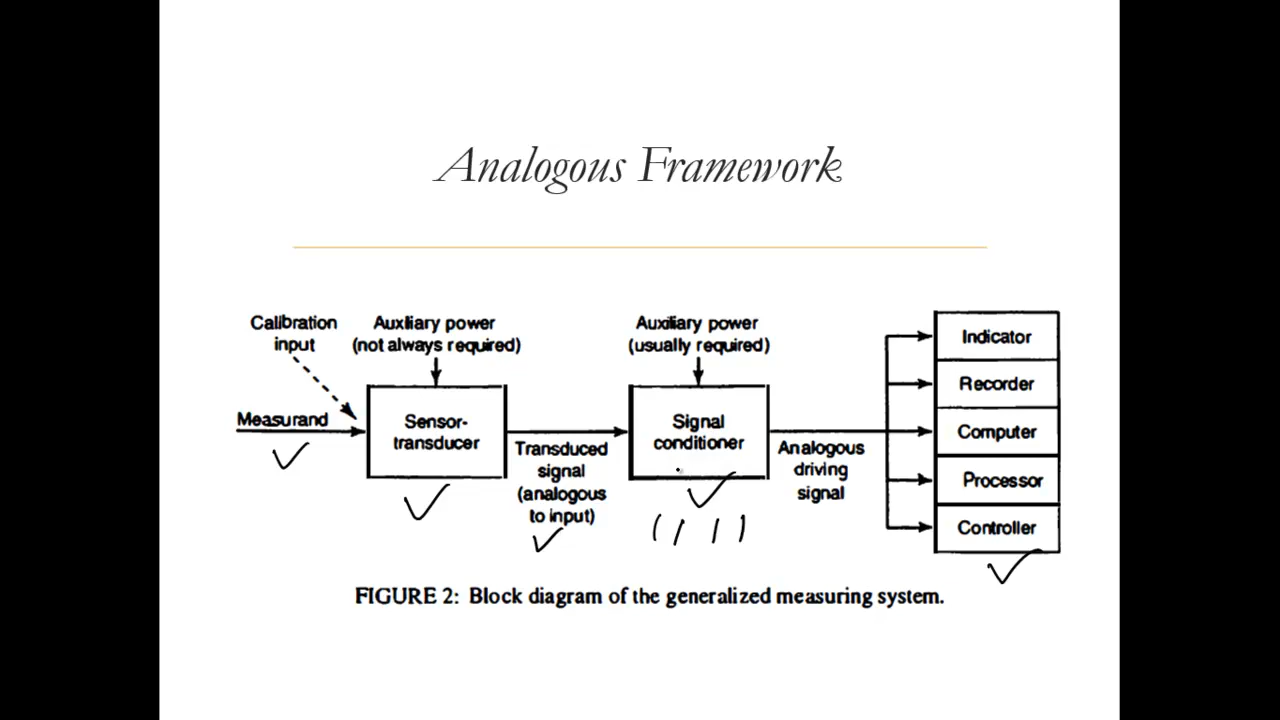 Analogous Framework
Calibration
input
Auxiliary power
(not always required)
Auxiliary power
(usually required)
Measurand
Sensor-
transducer
Transduced
signal
(analogous
to input)
Signal
conditioner
Analogous
driving
signal
Indicator
Recorder
Computer
Processor
Controller
FIGURE 2: Block diagram of the generalized measuring system.